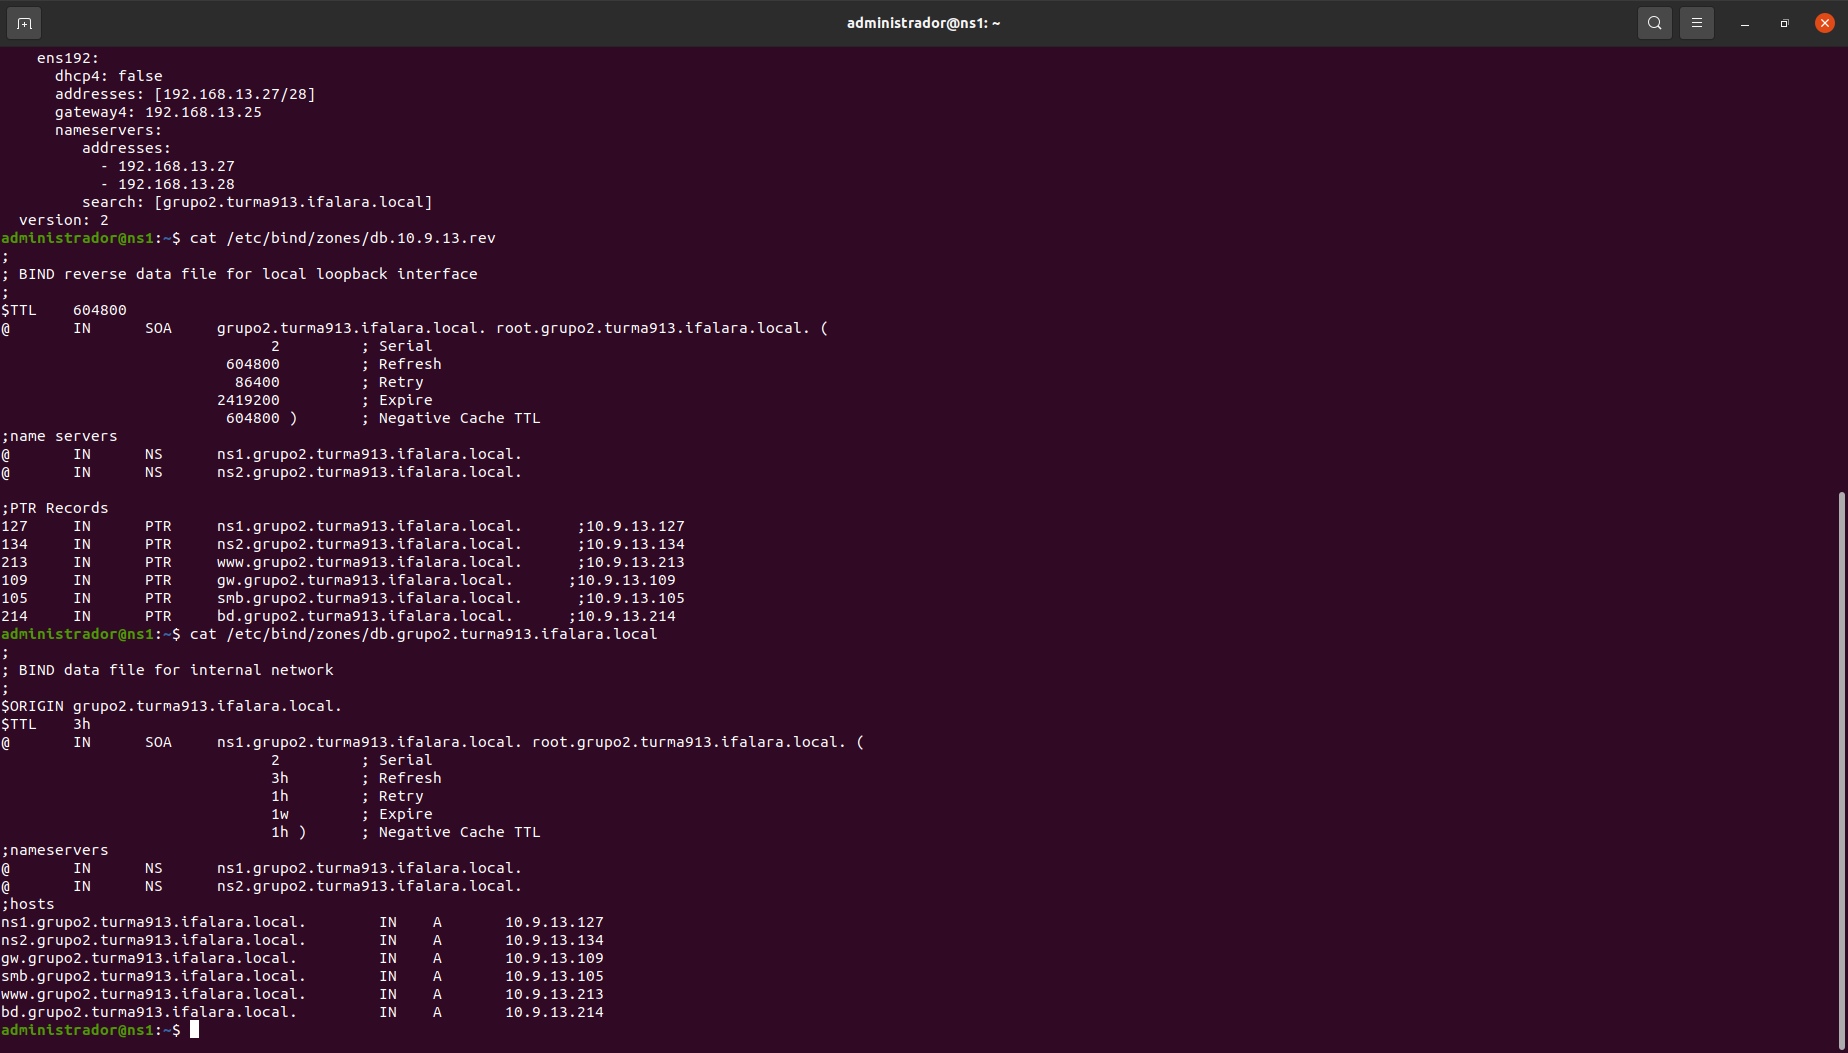 administrador@ns1: ~
    ens192:
      dhcp4: false
      addresses: [192.168.13.27/28]
      gateway4: 192.168.13.25
      nameservers:
         addresses:
           - 192.168.13.27
           - 192.168.13.28
         search: [grupo2.turma913.ifalara.local]
  version: 2
administrador@ns1:~$ cat /etc/bind/zones/db.10.9.13.rev
;
; BIND reverse data file for local loopback interface
;
$TTL    604800
@       IN      SOA     grupo2.turma913.ifalara.local. root.grupo2.turma913.ifalara.local. (
                              2         ; Serial
                         604800         ; Refresh
                          86400         ; Retry
                        2419200         ; Expire
                         604800 )       ; Negative Cache TTL
;name servers
@       IN      NS      ns1.grupo2.turma913.ifalara.local.
@       IN      NS      ns2.grupo2.turma913.ifalara.local.

;PTR Records
127     IN      PTR     ns1.grupo2.turma913.ifalara.local.      ;10.9.13.127
134     IN      PTR     ns2.grupo2.turma913.ifalara.local.      ;10.9.13.134
213     IN      PTR     www.grupo2.turma913.ifalara.local.      ;10.9.13.213
109     IN      PTR     gw.grupo2.turma913.ifalara.local.      ;10.9.13.109
105     IN      PTR     smb.grupo2.turma913.ifalara.local.      ;10.9.13.105
214     IN      PTR     bd.grupo2.turma913.ifalara.local.      ;10.9.13.214
administrador@ns1:~$ cat /etc/bind/zones/db.grupo2.turma913.ifalara.local
;
; BIND data file for internal network
;
$ORIGIN grupo2.turma913.ifalara.local.
$TTL    3h
@       IN      SOA     ns1.grupo2.turma913.ifalara.local. root.grupo2.turma913.ifalara.local. (
                              2         ; Serial
                              3h        ; Refresh
                              1h        ; Retry
                              1w        ; Expire
                              1h )      ; Negative Cache TTL
;nameservers
@       IN      NS      ns1.grupo2.turma913.ifalara.local.
@       IN      NS      ns2.grupo2.turma913.ifalara.local.
;hosts
ns1.grupo2.turma913.ifalara.local.        IN    A       10.9.13.127
ns2.grupo2.turma913.ifalara.local.        IN    A       10.9.13.134
gw.grupo2.turma913.ifalara.local.         IN    A       10.9.13.109
smb.grupo2.turma913.ifalara.local.        IN    A       10.9.13.105
www.grupo2.turma913.ifalara.local.        IN    A       10.9.13.213
bd.grupo2.turma913.ifalara.local.         IN    A       10.9.13.214
administrador@ns1:~$